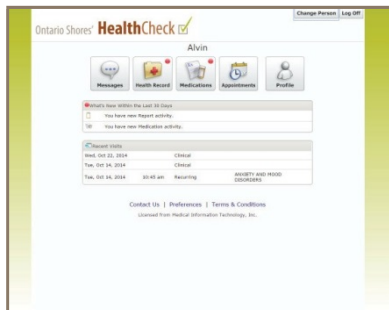 Change Person | Log Off
Ontario Shores' HealthCheck
Alvin
Messages
Health Record
Medications
Appointments
Profile
What's New Within the Last 30 Days
You have new Report activity.
You have new Medication activity.
Recent Visits
Wed, Oct 22, 2014 Clinical
Tue, Oct 14, 2014 Clinical
Tue, Oct 14, 2014 10:45 am Recurring ANXIETY AND MOOD DISORDERS
Contact Us | Preferences | Terms & Conditions
Licensed from Medical Information Technology, Inc.